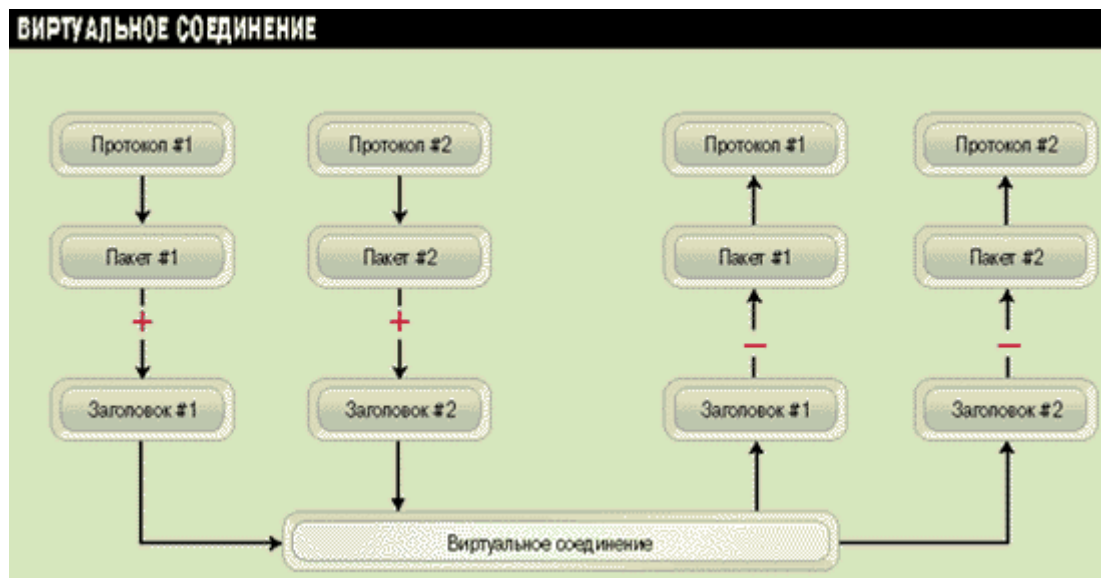 ВИРТУАЛЬНОЕ СОЕДИНЕНИЕ
Протокол #1
Протокол #2
Протокол #1
Протокол #2
Пакет #1
Пакет #2
Пакет #1
Пакет #2
+
+
−
−
Заголовок #1
Заголовок #2
Заголовок #1
Заголовок #2
Виртуальное соединение